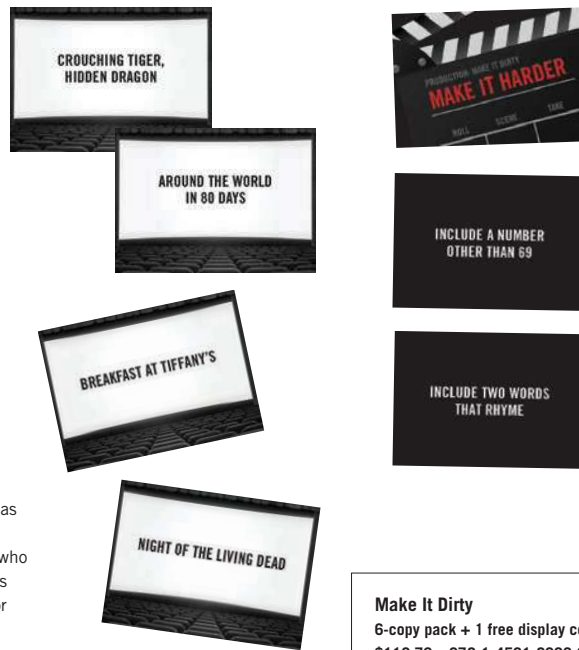 CROUCHING TIGER,
HIDDEN DRAGON
AROUND THE WORLD
IN 80 DAYS
BREAKFAST AT TIFFANY'S
NIGHT OF THE LIVING DEAD
PRODUCTION: MAKE IT DIRTY
MAKE IT HARDER
ROLL SCENE TAKE
INCLUDE A NUMBER
OTHER THAN 69
INCLUDE TWO WORDS
THAT RHYME
as
who
s
or
Make It Dirty
6-copy pack + 1 free display